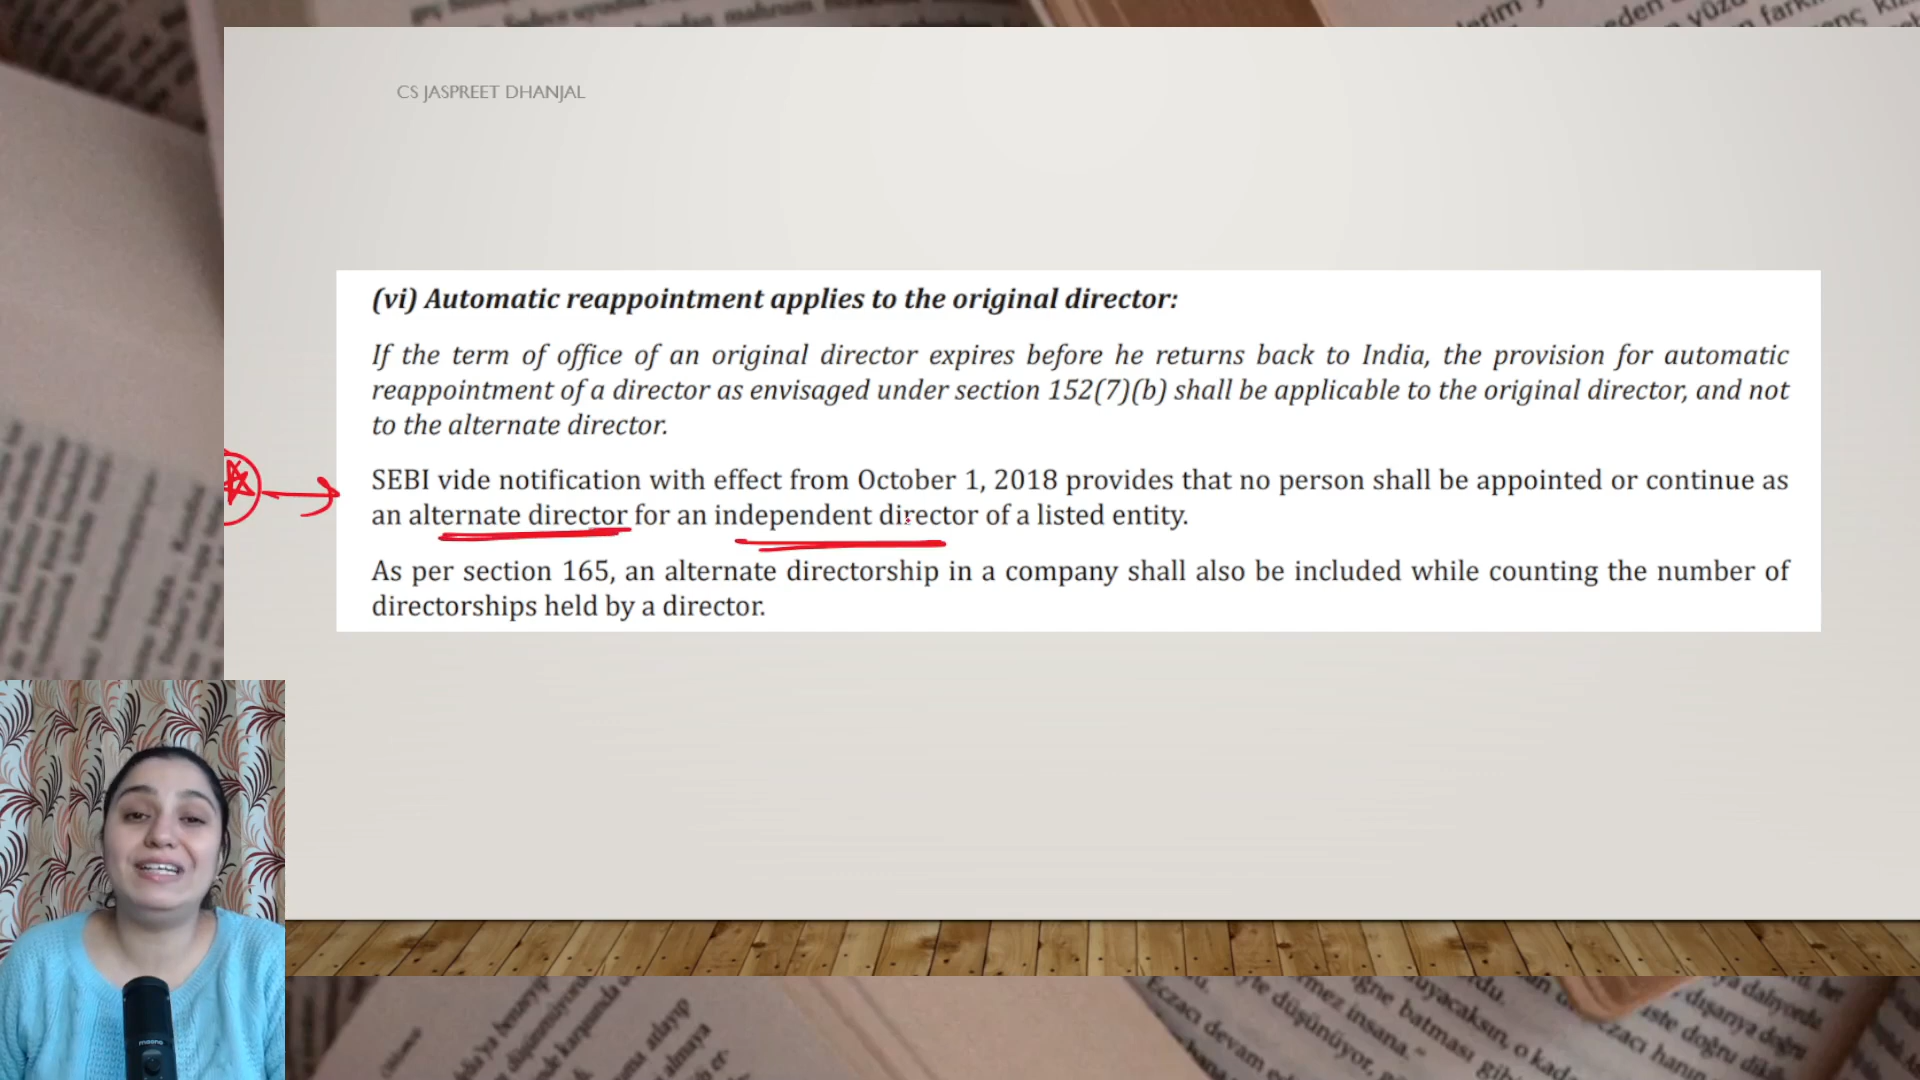 CS JASPREET DHANJAL
(vi) Automatic reappointment applies to the original director:
If the term of office of an original director expires before he returns back to India, the provision for automatic
reappointment of a director as envisaged under section 152(7)(b) shall be applicable to the original director, and not
to the alternate director.
SEBI vide notification with effect from October 1, 2018 provides that no person shall be appointed or continue as
an alternate director for an independent director of a listed entity.
As per section 165, an alternate directorship in a company shall also be included while counting the number of
directorships held by a director.